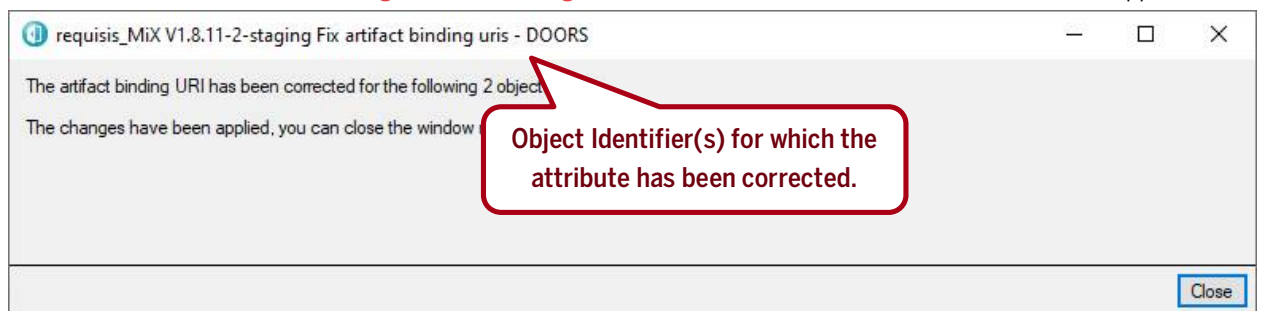 requisis_MiX V1.8.11-2-staging Fix artifact binding uris - DOORS
The artifact binding URI has been corrected for the following 2 object
The changes have been applied, you can close the window
Object Identifier(s) for which the
attribute has been corrected.
Close